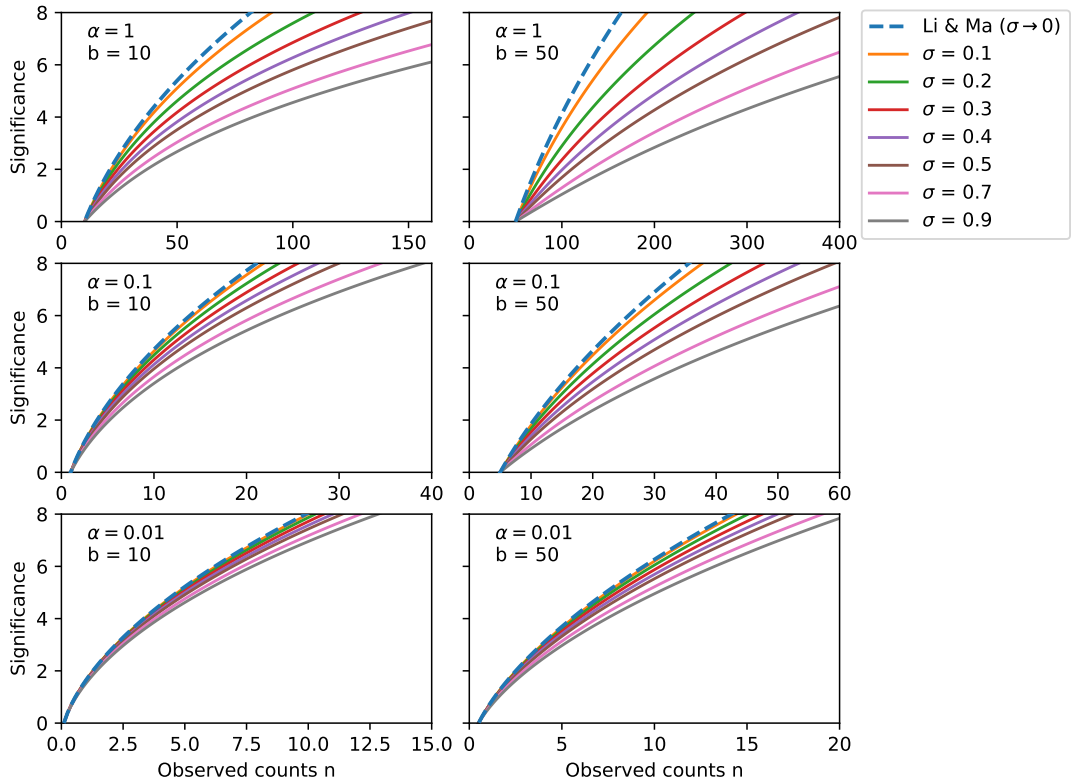 α = 1
b = 10
Significance
0
2
4
6
8
0
50
100
150
α = 1
b = 50
0
100
200
300
400
Li & Ma (σ → 0)
σ = 0.1
σ = 0.2
σ = 0.3
σ = 0.4
σ = 0.5
σ = 0.7
σ = 0.9
α = 0.1
b = 10
Significance
0
2
4
6
8
0
10
20
30
40
α = 0.1
b = 50
0
10
20
30
40
50
60
α = 0.01
b = 10
Significance
0
2
4
6
8
0.0
2.5
5.0
7.5
10.0
12.5
15.0
Observed counts n
α = 0.01
b = 50
0
5
10
15
20
Observed counts n